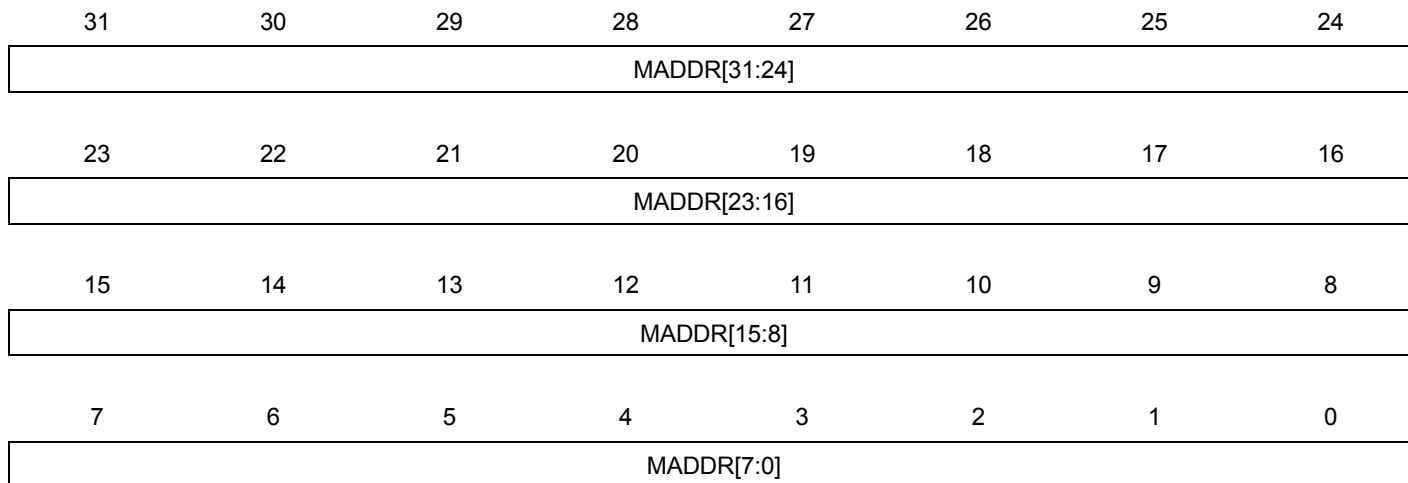 31 30 29 28 27 26 25 24
MADDR[31:24]
23 22 21 20 19 18 17 16
MADDR[23:16]
15 14 13 12 11 10 9 8
MADDR[15:8]
7 6 5 4 3 2 1 0
MADDR[7:0]